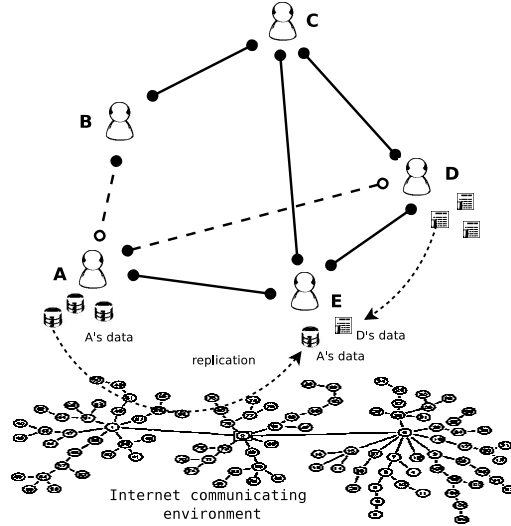 C
B
D
A
E
A's data
D's data
replication
A's data
Internet communicating
environment